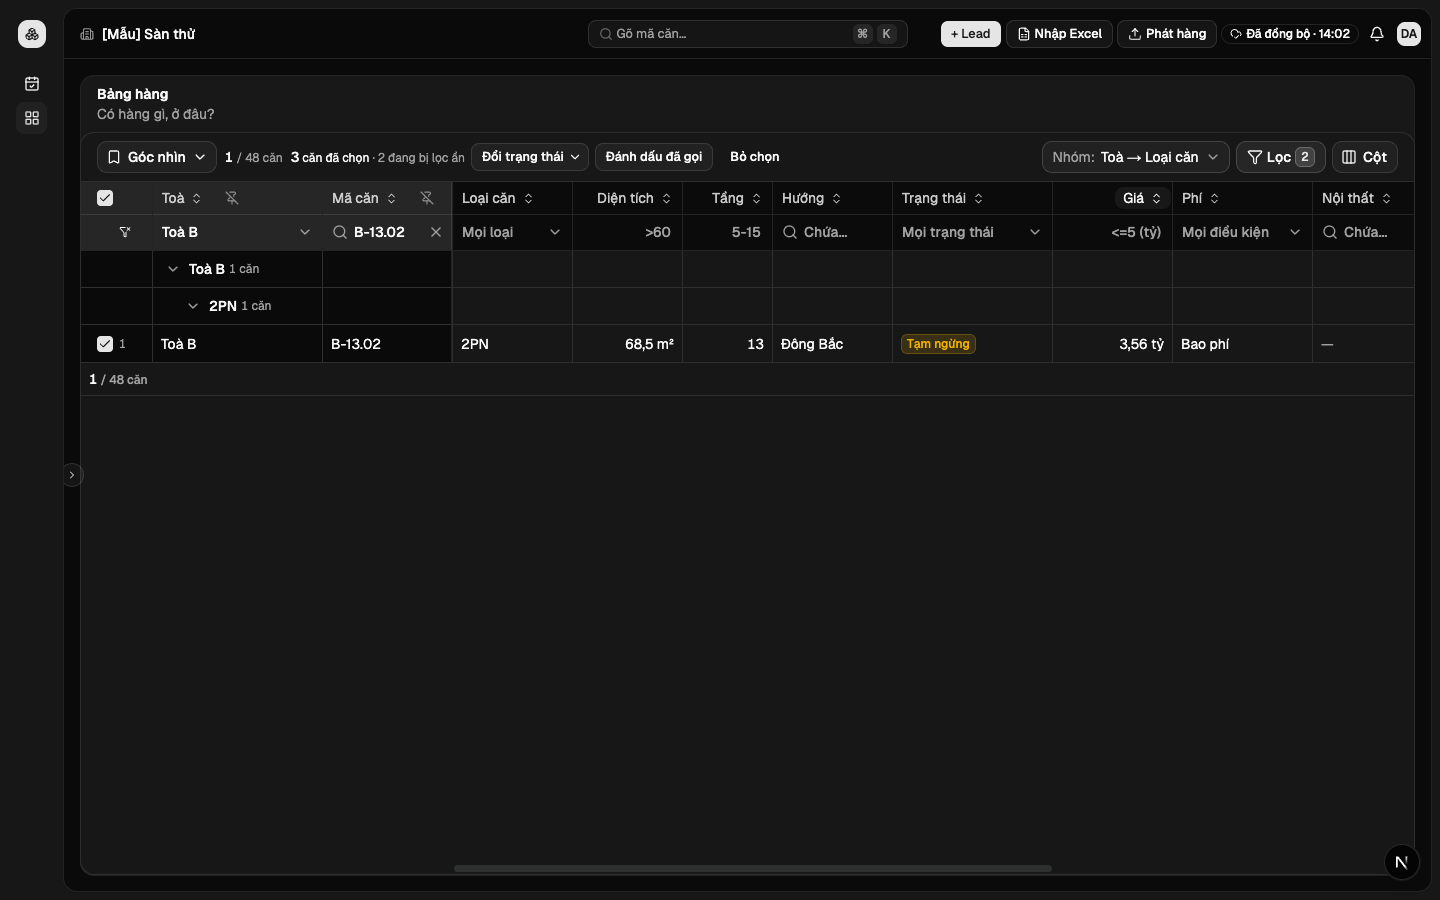 [Mẫu] Sàn thử
Gõ mã căn...
⌘ K
+ Lead
Nhập Excel
Phát hàng
Đã đồng bộ · 14:02
DA
Bảng hàng
Có hàng gì, ở đâu?
Góc nhìn
1 / 48 căn
3 căn đã chọn · 2 đang bị lọc ẩn
Đổi trạng thái
Đánh dấu đã gọi
Bỏ chọn
Nhóm: Toà → Loại căn
Lọc 2
Cột
Toà Mã căn Loại căn Diện tích Tầng Hướng Trạng thái Giá Phí Nội thất
Toà B B-13.02 Mọi loại >60 5-15 Chứa... Mọi trạng thái <=5 (tỷ) Mọi điều kiện Chứa...
Toà B 1 căn
2PN 1 căn
1 Toà B B-13.02 2PN 68,5 m² 13 Đông Bắc Tạm ngừng 3,56 tỷ Bao phí —
1 / 48 căn
N